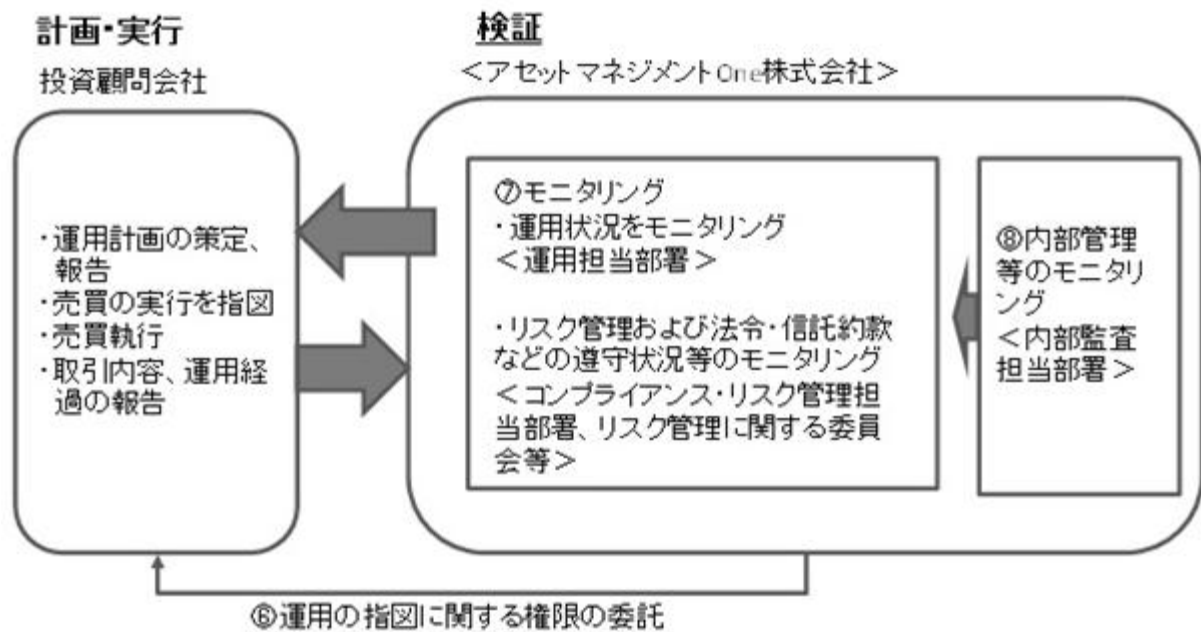 計画・実行
投資顧問会社
・運用計画の策定、
報告
・売買の実行を指図
・売買執行
・取引内容、運用経
過の報告
検証
＜アセットマネジメントOne株式会社＞
⑦モニタリング
・運用状況をモニタリング
＜運用担当部署＞
・リスク管理および法令・信託約款
などの遵守状況等のモニタリング
＜コンプライアンス・リスク管理担
当部署、リスク管理に関する委員
会等＞
⑧内部管理
等のモニタリ
ング
＜内部監査
担当部署＞
⑥運用の指図に関する権限の委託